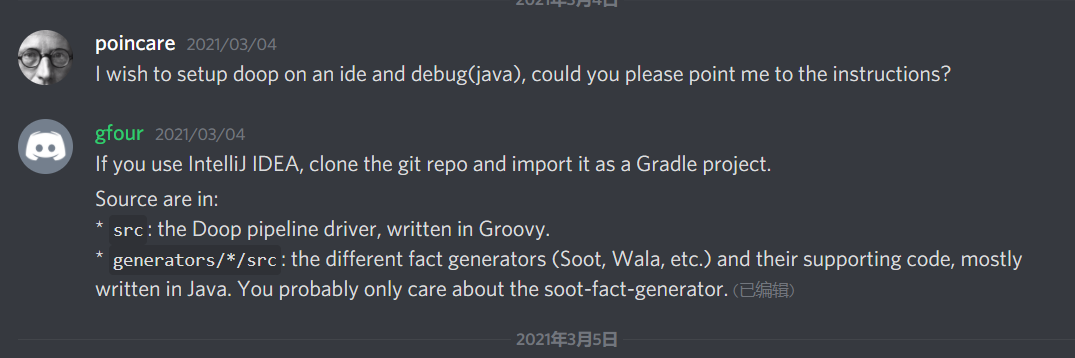 2021年3月4日
poincare 2021/03/04
I wish to setup doop on an ide and debug(java), could you please point me to the instructions?
gfour 2021/03/04
If you use IntelliJ IDEA, clone the git repo and import it as a Gradle project.
Source are in:
* src: the Doop pipeline driver, written in Groovy.
* generators/*/src: the different fact generators (Soot, Wala, etc.) and their supporting code, mostly
written in Java. You probably only care about the soot-fact-generator. (已编辑)
2021年3月5日